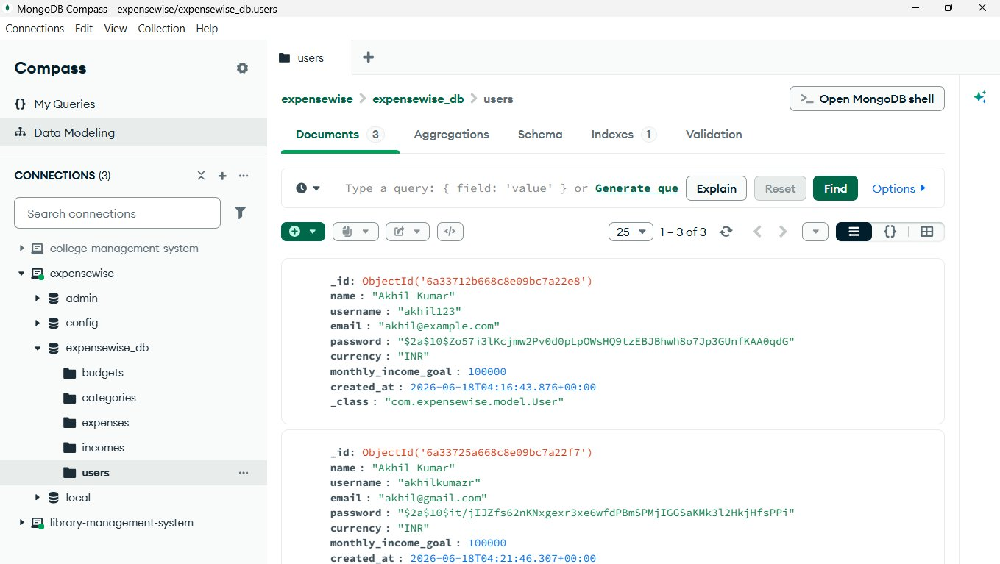 MongoDB Compass - expensewise/expensewise_db.users
Connections Edit View Collection Help
Compass
{} My Queries
Data Modeling
CONNECTIONS (3)
Search connections
college-management-system
expensewise
admin
config
expensewise_db
budgets
categories
expenses
incomes
users
local
library-management-system
users
expensewise > expensewise_db > users
>_ Open MongoDB shell
Documents 3 Aggregations Schema Indexes 1 Validation
Type a query: { field: 'value' } or Generate que Explain Reset Find Options
25 1 – 3 of 3 {}
_id: ObjectId('6a33712b668c8e09bc7a22e8')
name : "Akhil Kumar"
username : "akhil123"
email : "akhil@example.com"
password : "$2a$10$Zo57i3lKcjmw2Pv0d0pLpOWsHQ9tzEBJBhwh8o7Jp3GUnfKAA0qdG"
currency : "INR"
monthly_income_goal : 100000
created_at : 2026-06-18T04:16:43.876+00:00
_class : "com.expensewise.model.User"
_id: ObjectId('6a33725a668c8e09bc7a22f7')
name : "Akhil Kumar"
username : "akhilkumazr"
email : "akhil@gmail.com"
password : "$2a$10$it/jIJZfs62nKNxgexr3xe6wfdPBmSPMjIGGSaKMk3l2HkjHfsPPi"
currency : "INR"
monthly_income_goal : 100000
created_at : 2026-06-18T04:21:46.307+00:00